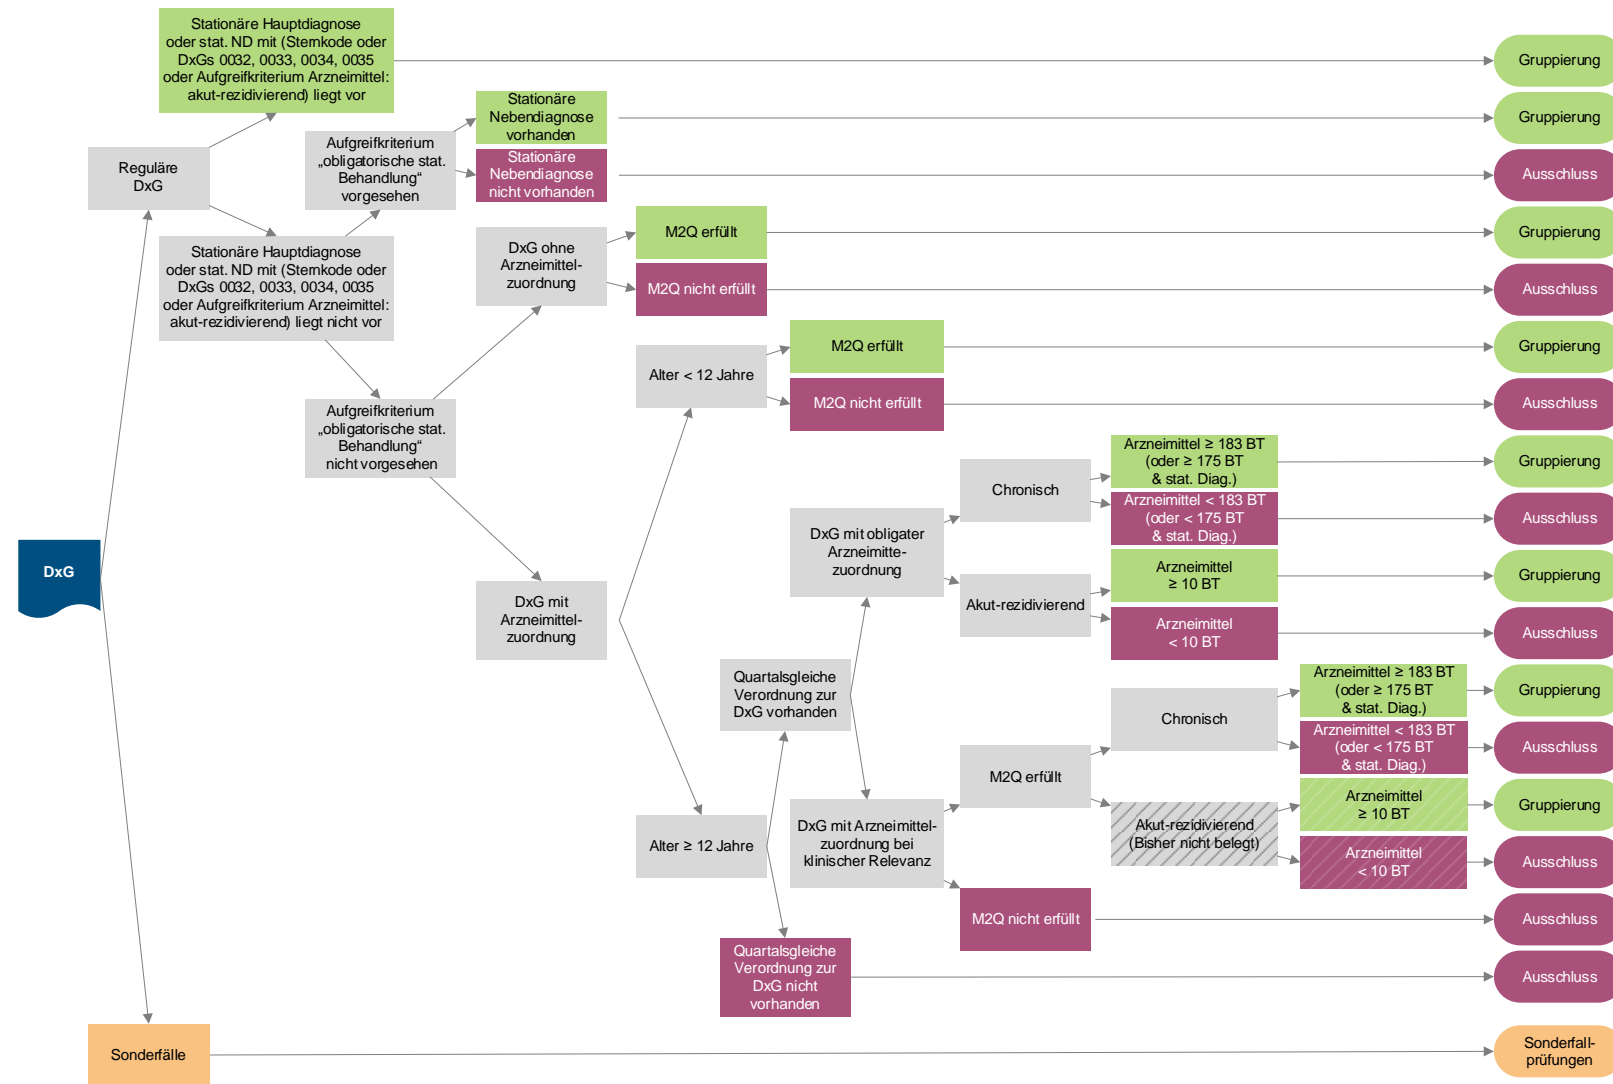 Stationäre Hauptdiagnose
oder stat. ND mit (Sternkode oder
DxGs 0032, 0033, 0034, 0035
oder Aufgreifkriterium Arzneimittel:
akut-rezidivierend) liegt vor
Gruppierung
Stationäre
Nebendiagnose
vorhanden
Gruppierung
Aufgreifkriterium
„obligatorische stat.
Behandlung“
vorgesehen
Reguläre
DxG
Stationäre
Nebendiagnose
nicht vorhanden
Ausschluss
Stationäre Hauptdiagnose
oder stat. ND mit (Sternkode oder
DxGs 0032, 0033, 0034, 0035
oder Aufgreifkriterium Arzneimittel:
akut-rezidivierend) liegt nicht vor
DxG ohne
Arzneimittel-
zuordnung
M2Q erfüllt
Gruppierung
M2Q nicht erfüllt
Ausschluss
Alter < 12 Jahre
M2Q erfüllt
Gruppierung
M2Q nicht erfüllt
Ausschluss
Aufgreifkriterium
„obligatorische stat.
Behandlung“
nicht vorgesehen
Chronisch
Arzneimittel ≥ 183 BT
(oder ≥ 175 BT
& stat. Diag.)
Gruppierung
Arzneimittel < 183 BT
(oder < 175 BT
& stat. Diag.)
Ausschluss
DxG mit obligater
Arzneimitte-
zuordnung
DxG
Akut-rezidivierend
Arzneimittel
≥ 10 BT
Gruppierung
Arzneimittel
< 10 BT
Ausschluss
DxG mit
Arzneimittel-
zuordnung
Quartalsgleiche
Verordnung zur
DxG vorhanden
Chronisch
Arzneimittel ≥ 183 BT
(oder ≥ 175 BT
& stat. Diag.)
Gruppierung
Arzneimittel < 183 BT
(oder < 175 BT
& stat. Diag.)
Ausschluss
M2Q erfüllt
Alter ≥ 12 Jahre
DxG mit Arzneimittel-
zuordnung bei
klinischer Relevanz
Akut-rezidivierend
(Bisher nicht belegt)
Arzneimittel
≥ 10 BT
Gruppierung
Arzneimittel
< 10 BT
Ausschluss
M2Q nicht erfüllt
Ausschluss
Quartalsgleiche
Verordnung zur
DxG nicht
vorhanden
Ausschluss
Sonderfälle
Sonderfall-
prüfungen